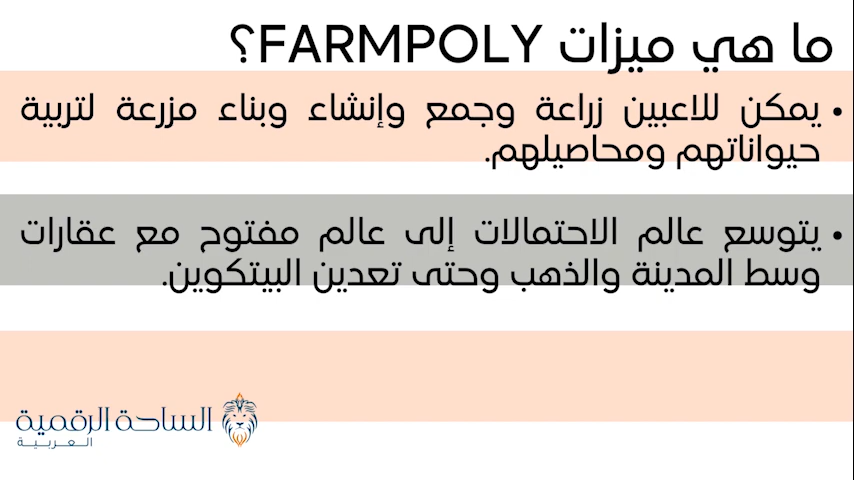 ما هي ميزات FARMPOLY؟
• يمكن للاعبين زراعة وجمع وإنشاء وبناء مزرعة لتربية
حيواناتهم ومحاصيلهم.
• يتوسع عالم الاحتمالات إلى عالم مفتوح مع عقارات
وسط المدينة والذهب وحتى تعدين البيتكوين.
الساحة الرقمية
العربية